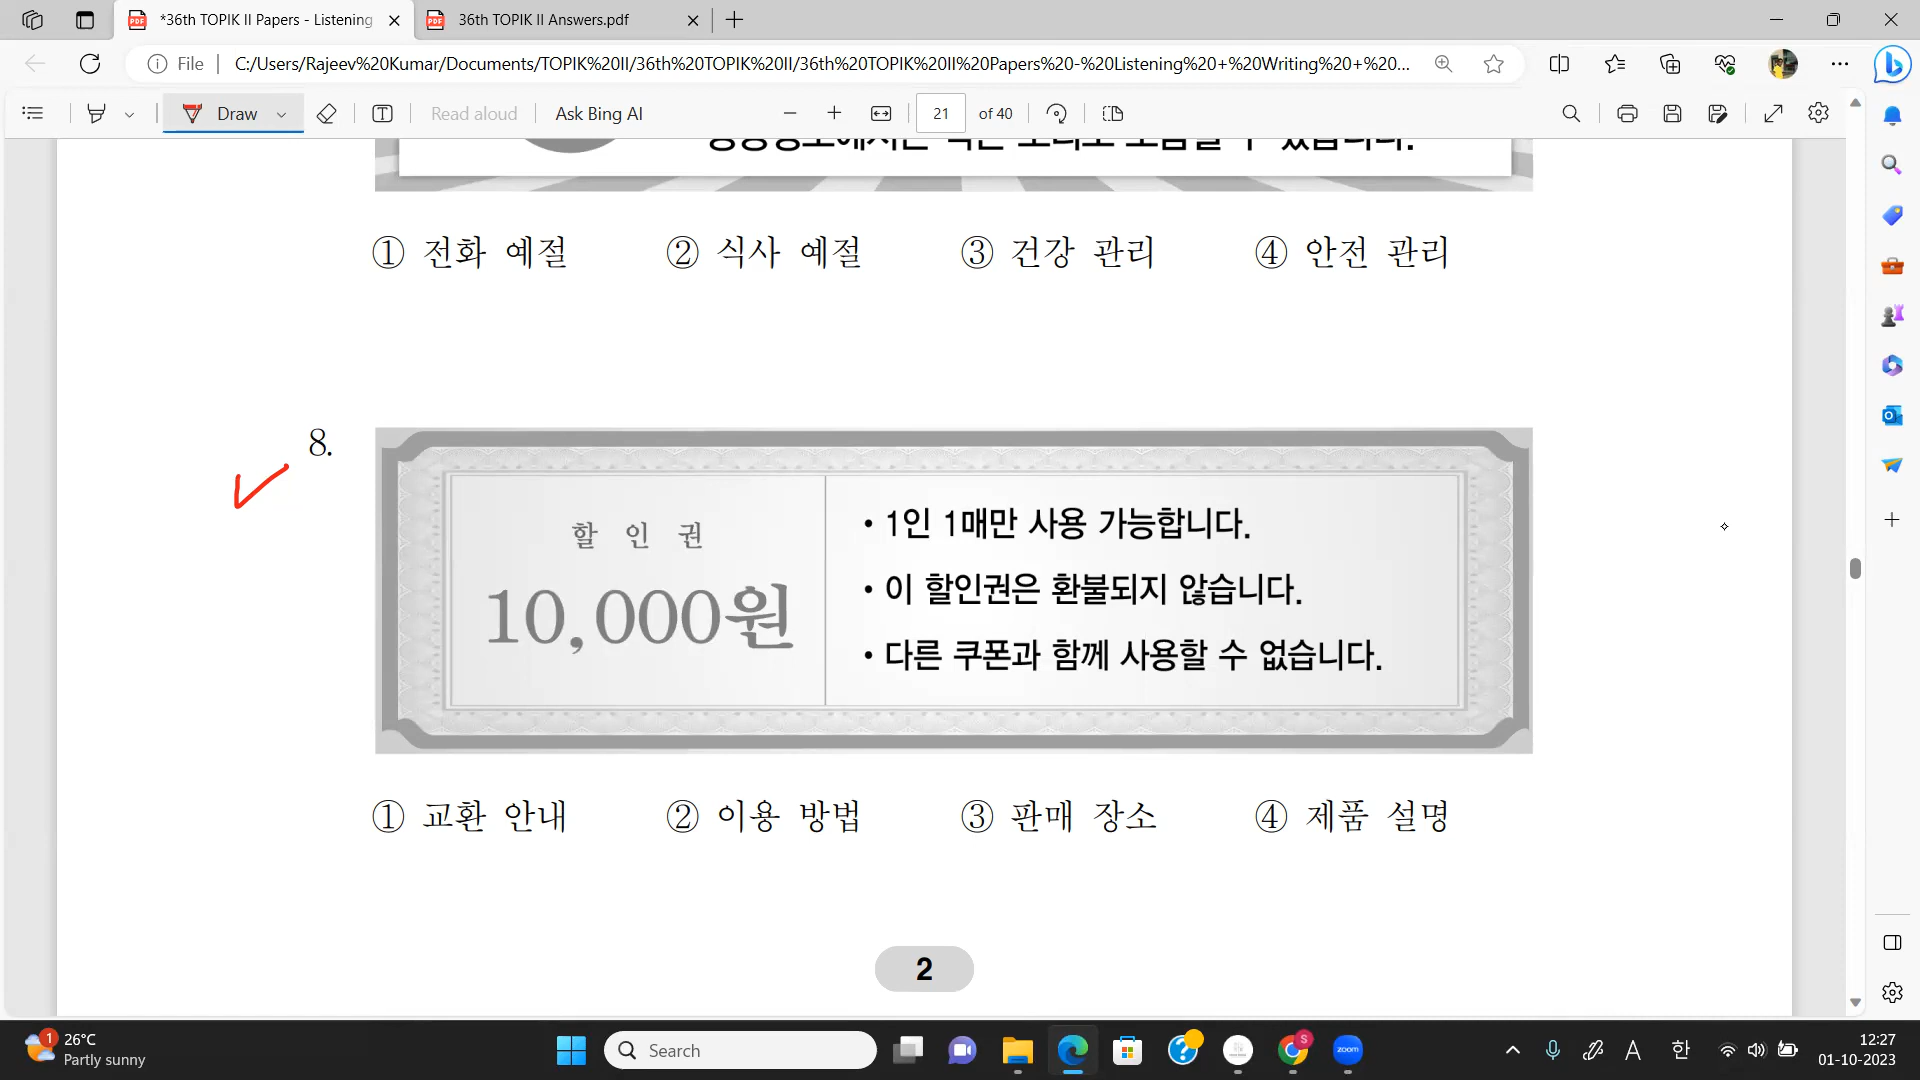 *36th TOPIK II Papers - Listening
36th TOPIK II Answers.pdf
File
C:/Users/Rajeev%20Kumar/Documents/TOPIK%20II/36th%20TOPIK%20II/36th%20TOPIK%20II%20Papers%20-%20Listening%20+%20Writing%20+%20...
Draw
Read aloud
Ask Bing AI
21
of 40
① 전화 예절 ② 식사 예절 ③ 건강 관리 ④ 안전 관리
8.
할 인 권
10,000원
• 1인 1매만 사용 가능합니다.
• 이 할인권은 환불되지 않습니다.
• 다른 쿠폰과 함께 사용할 수 없습니다.
① 교환 안내 ② 이용 방법 ③ 판매 장소 ④ 제품 설명
2
1
26°C
Partly sunny
Search
S
zoom
A
한
12:27
01-10-2023